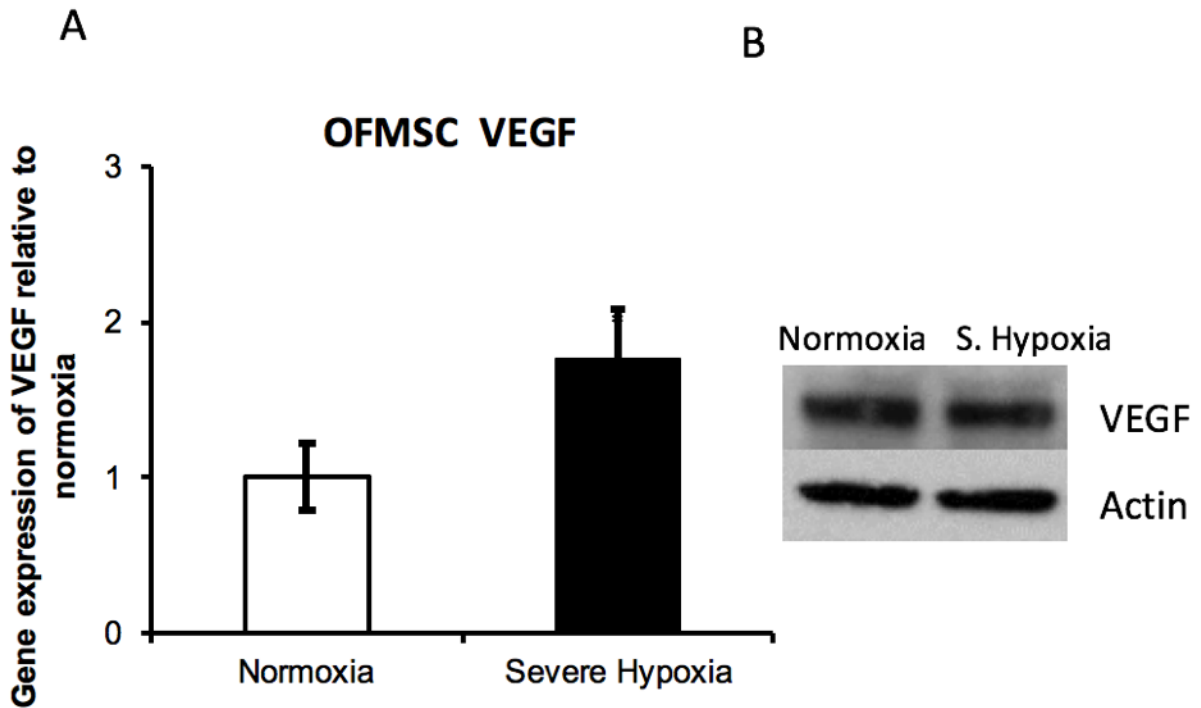 A
B
OFMSC VEGF
Gene expression of VEGF relative to
normoxia
3
2
1
0
Normoxia
Severe Hypoxia
Normoxia S. Hypoxia
VEGF
Actin